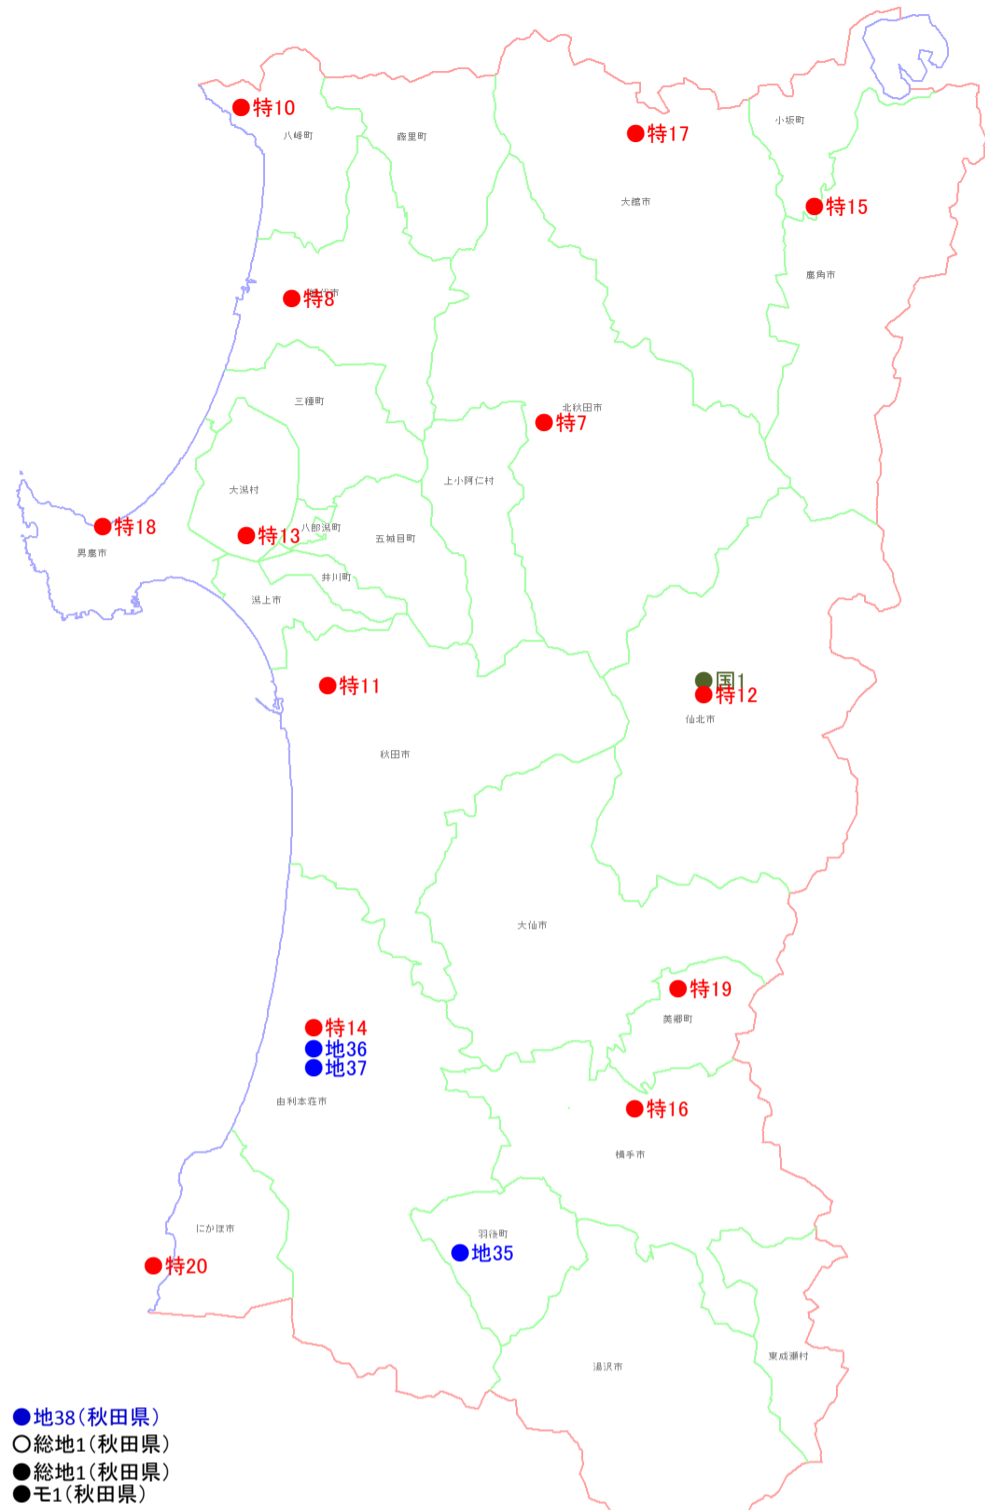 特10
八峰町
藤里町
特17
小坂町
大館市
特15
鹿角市
特8
三種町
北秋田市
特7
大潟村
上小阿仁村
特18
特13
八郎潟町
五城目町
男鹿市
井川町
潟上市
特11
国1
特12
仙北市
秋田市
大仙市
特19
美郷町
特14
地36
地37
由利本荘市
特16
横手市
にかほ市
羽後町
地35
特20
東成瀬村
湯沢市
●地38(秋田県)
○総地1(秋田県)
●総地1(秋田県)
●モ1(秋田県)